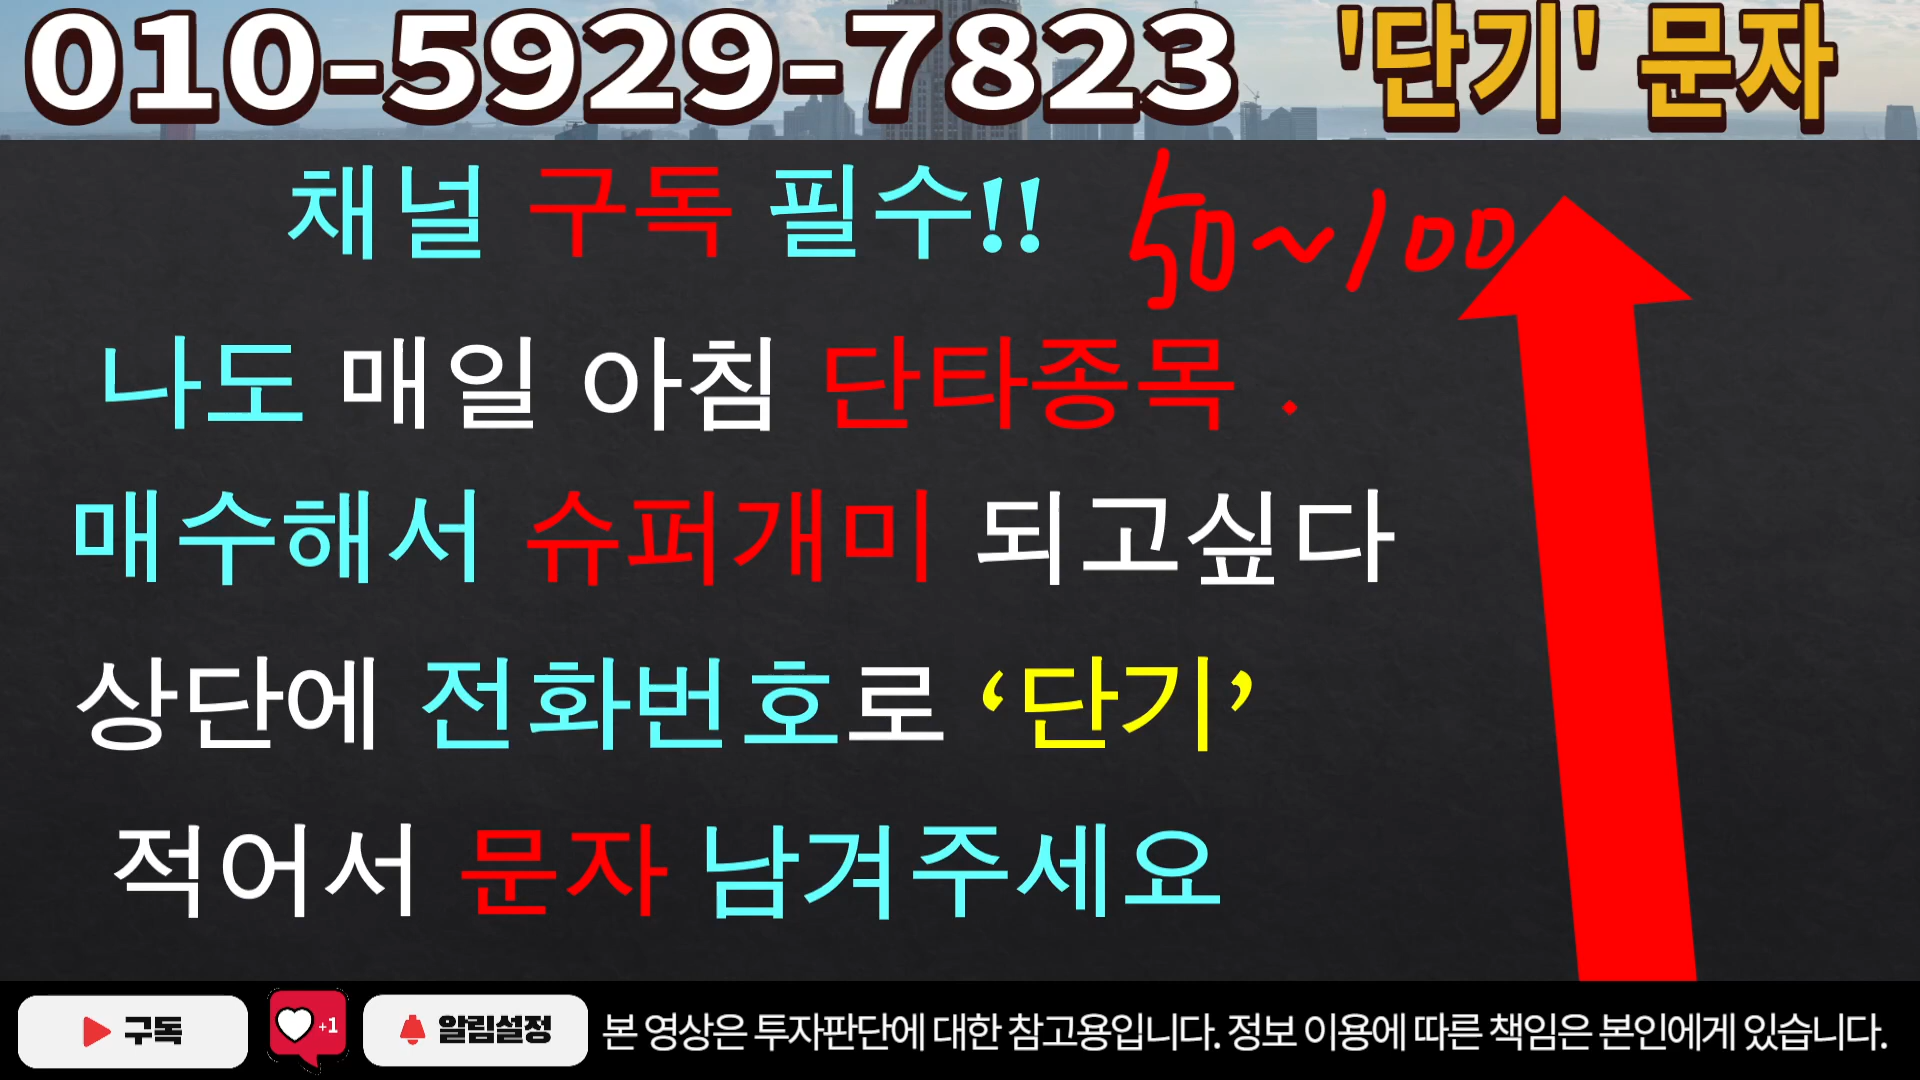 010-5929-7823 '단기' 문자
채널 구독 필수!! 50~100
나도 매일 아침 단타종목 .
매수해서 슈퍼개미 되고싶다
상단에 전화번호로 ‘단기’
적어서 문자 남겨주세요
구독 +1 알림설정 본 영상은 투자판단에 대한 참고용입니다. 정보 이용에 따른 책임은 본인에게 있습니다.